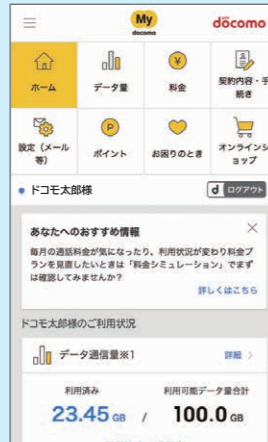 My
docomo
döcomo
ホーム
データ量
料金
契約内容・手
続き
設定（メール
等）
ポイント
お困りのとき
オンラインシ
ョップ
ドコモ太郎様
d ログアウト
あなたへのおすすめ情報
毎月の通話料金が気になったり、利用状況が変わり料金プ
ランを見直したいときは「料金シミュレーション」でまず
は確認してみませんか？
詳しくはこちら
ドコモ太郎様のご利用状況
データ通信量※1
詳細
利用済み
利用可能データ量合計
23.45 GB / 100.0 GB